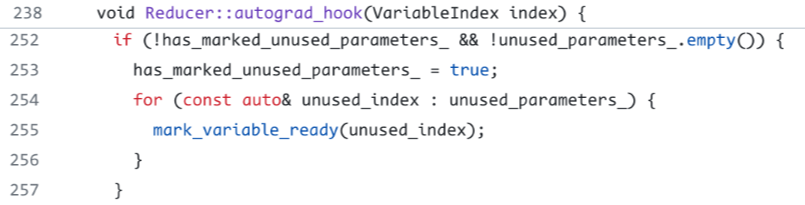 238 void Reducer::autograd_hook(VariableIndex index) {
252 if (!has_marked_unused_parameters_ && !unused_parameters_.empty()) {
253 has_marked_unused_parameters_ = true;
254 for (const auto& unused_index : unused_parameters_) {
255 mark_variable_ready(unused_index);
256 }
257 }